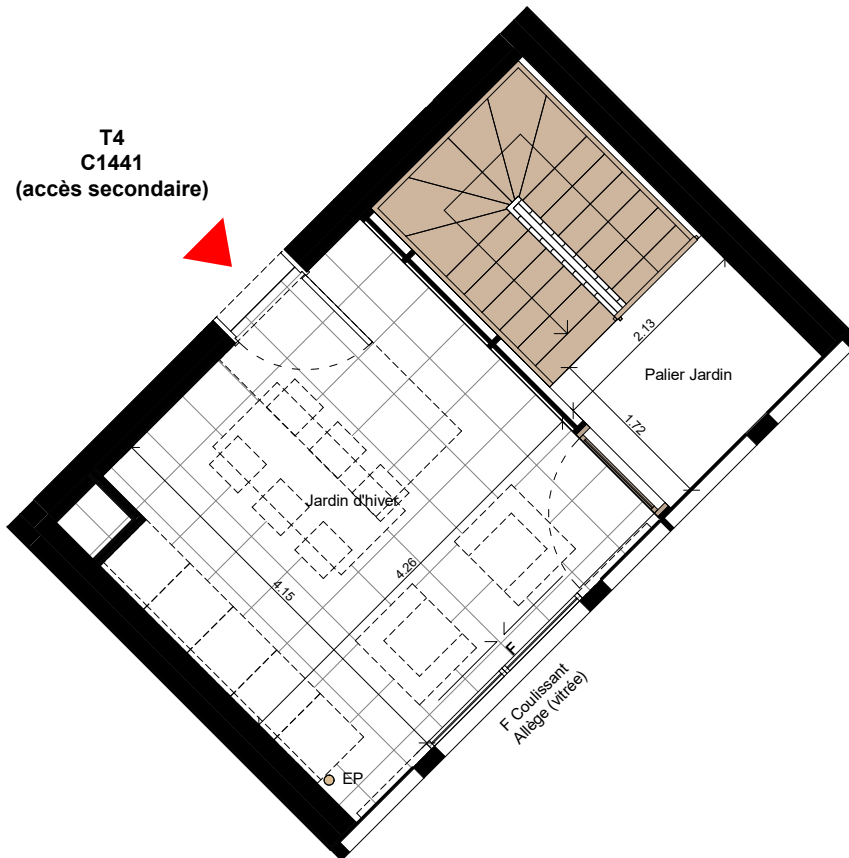 T4
C1441
(accès secondaire)
2.13
Palier Jardin
1.72
Jardin d'hiver
4.26
4.15
F
F Coulissant
Allège (vitrée)
EP